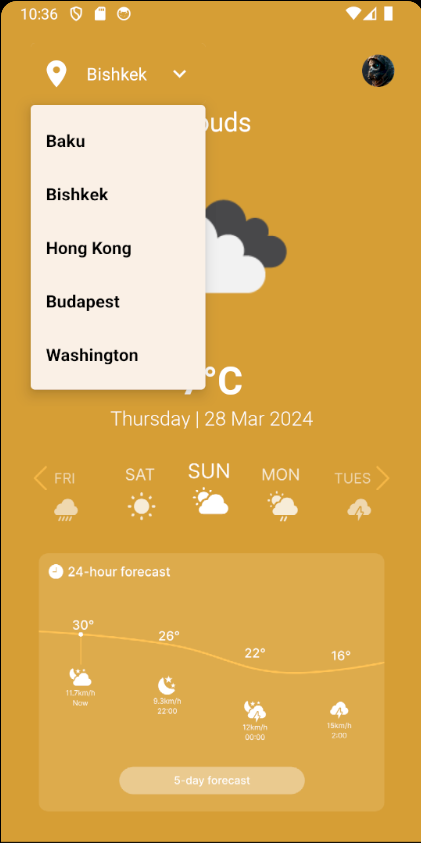 10:36
Bishkek
Baku
Bishkek
Hong Kong
Budapest
Washington
°C
Thursday | 28 Mar 2024
FRI
SAT
SUN
MON
TUES
24-hour forecast
30°
26°
22°
16°
11.7km/h
Now
9.3km/h
22:00
12km/h
00:00
15km/h
2:00
5-day forecast